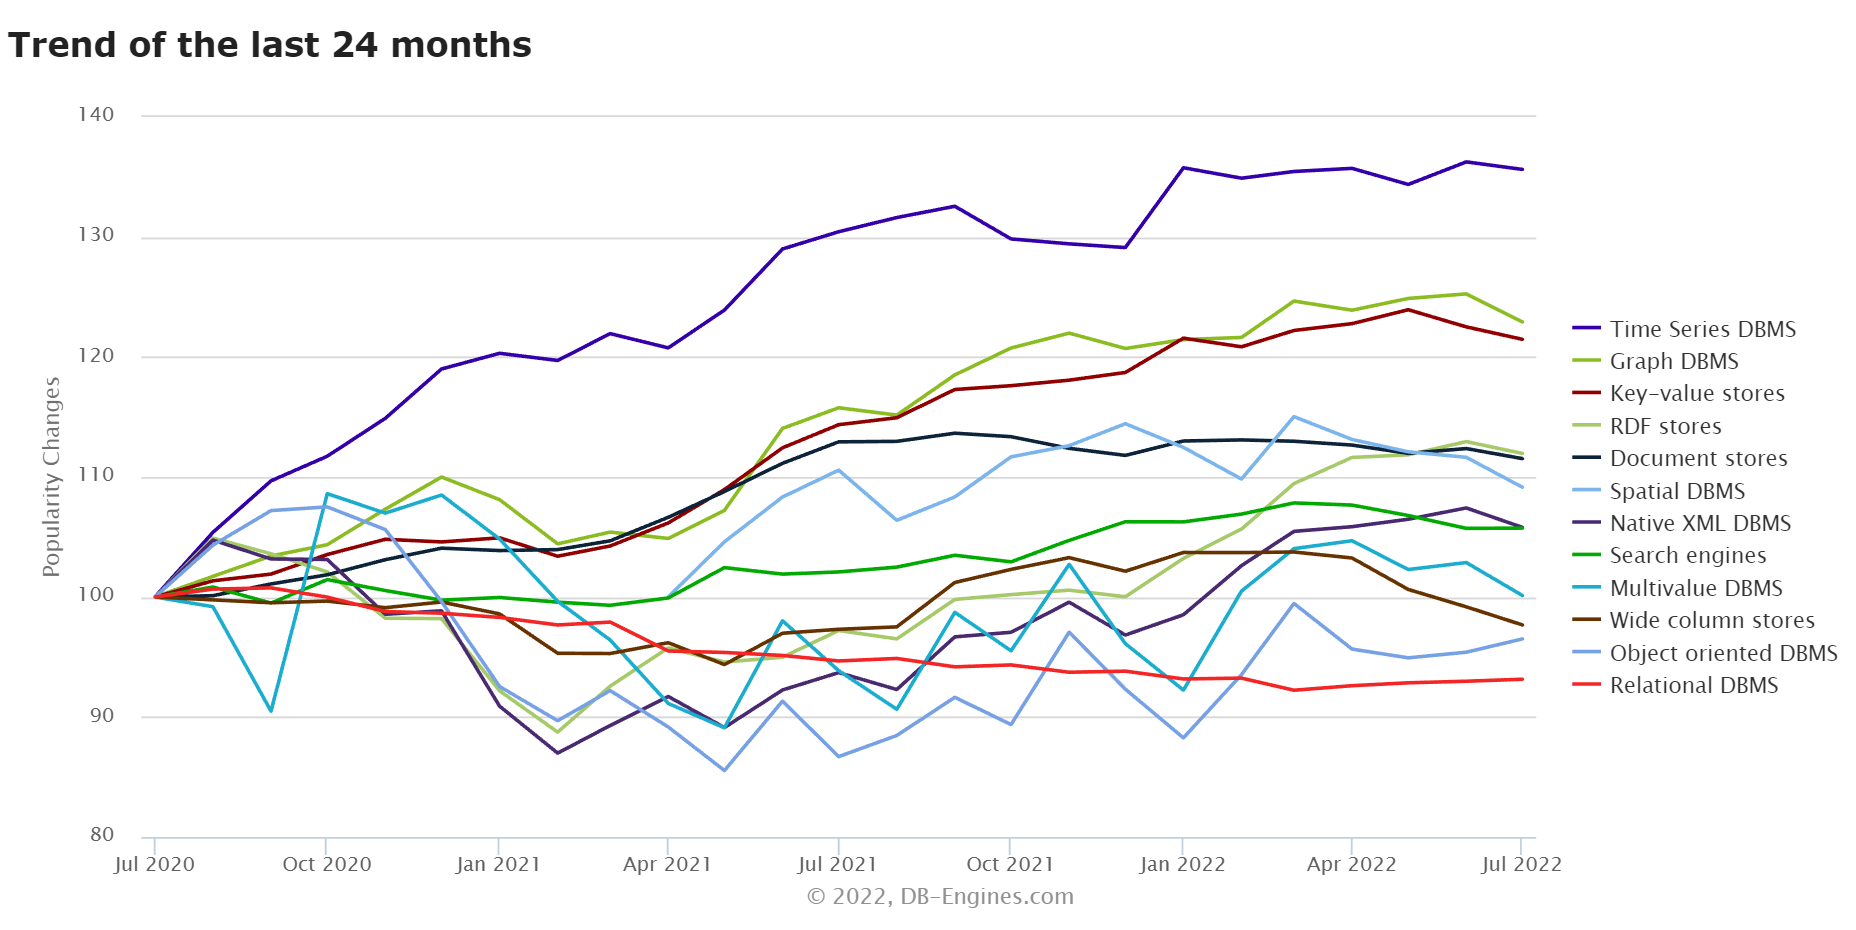 Trend of the last 24 months
140
130
120
110
100
90
80
Popularity Changes
Jul 2020
Oct 2020
Jan 2021
Apr 2021
Jul 2021
Oct 2021
Jan 2022
Apr 2022
Jul 2022
© 2022, DB-Engines.com
Time Series DBMS
Graph DBMS
Key-value stores
RDF stores
Document stores
Spatial DBMS
Native XML DBMS
Search engines
Multivalue DBMS
Wide column stores
Object oriented DBMS
Relational DBMS